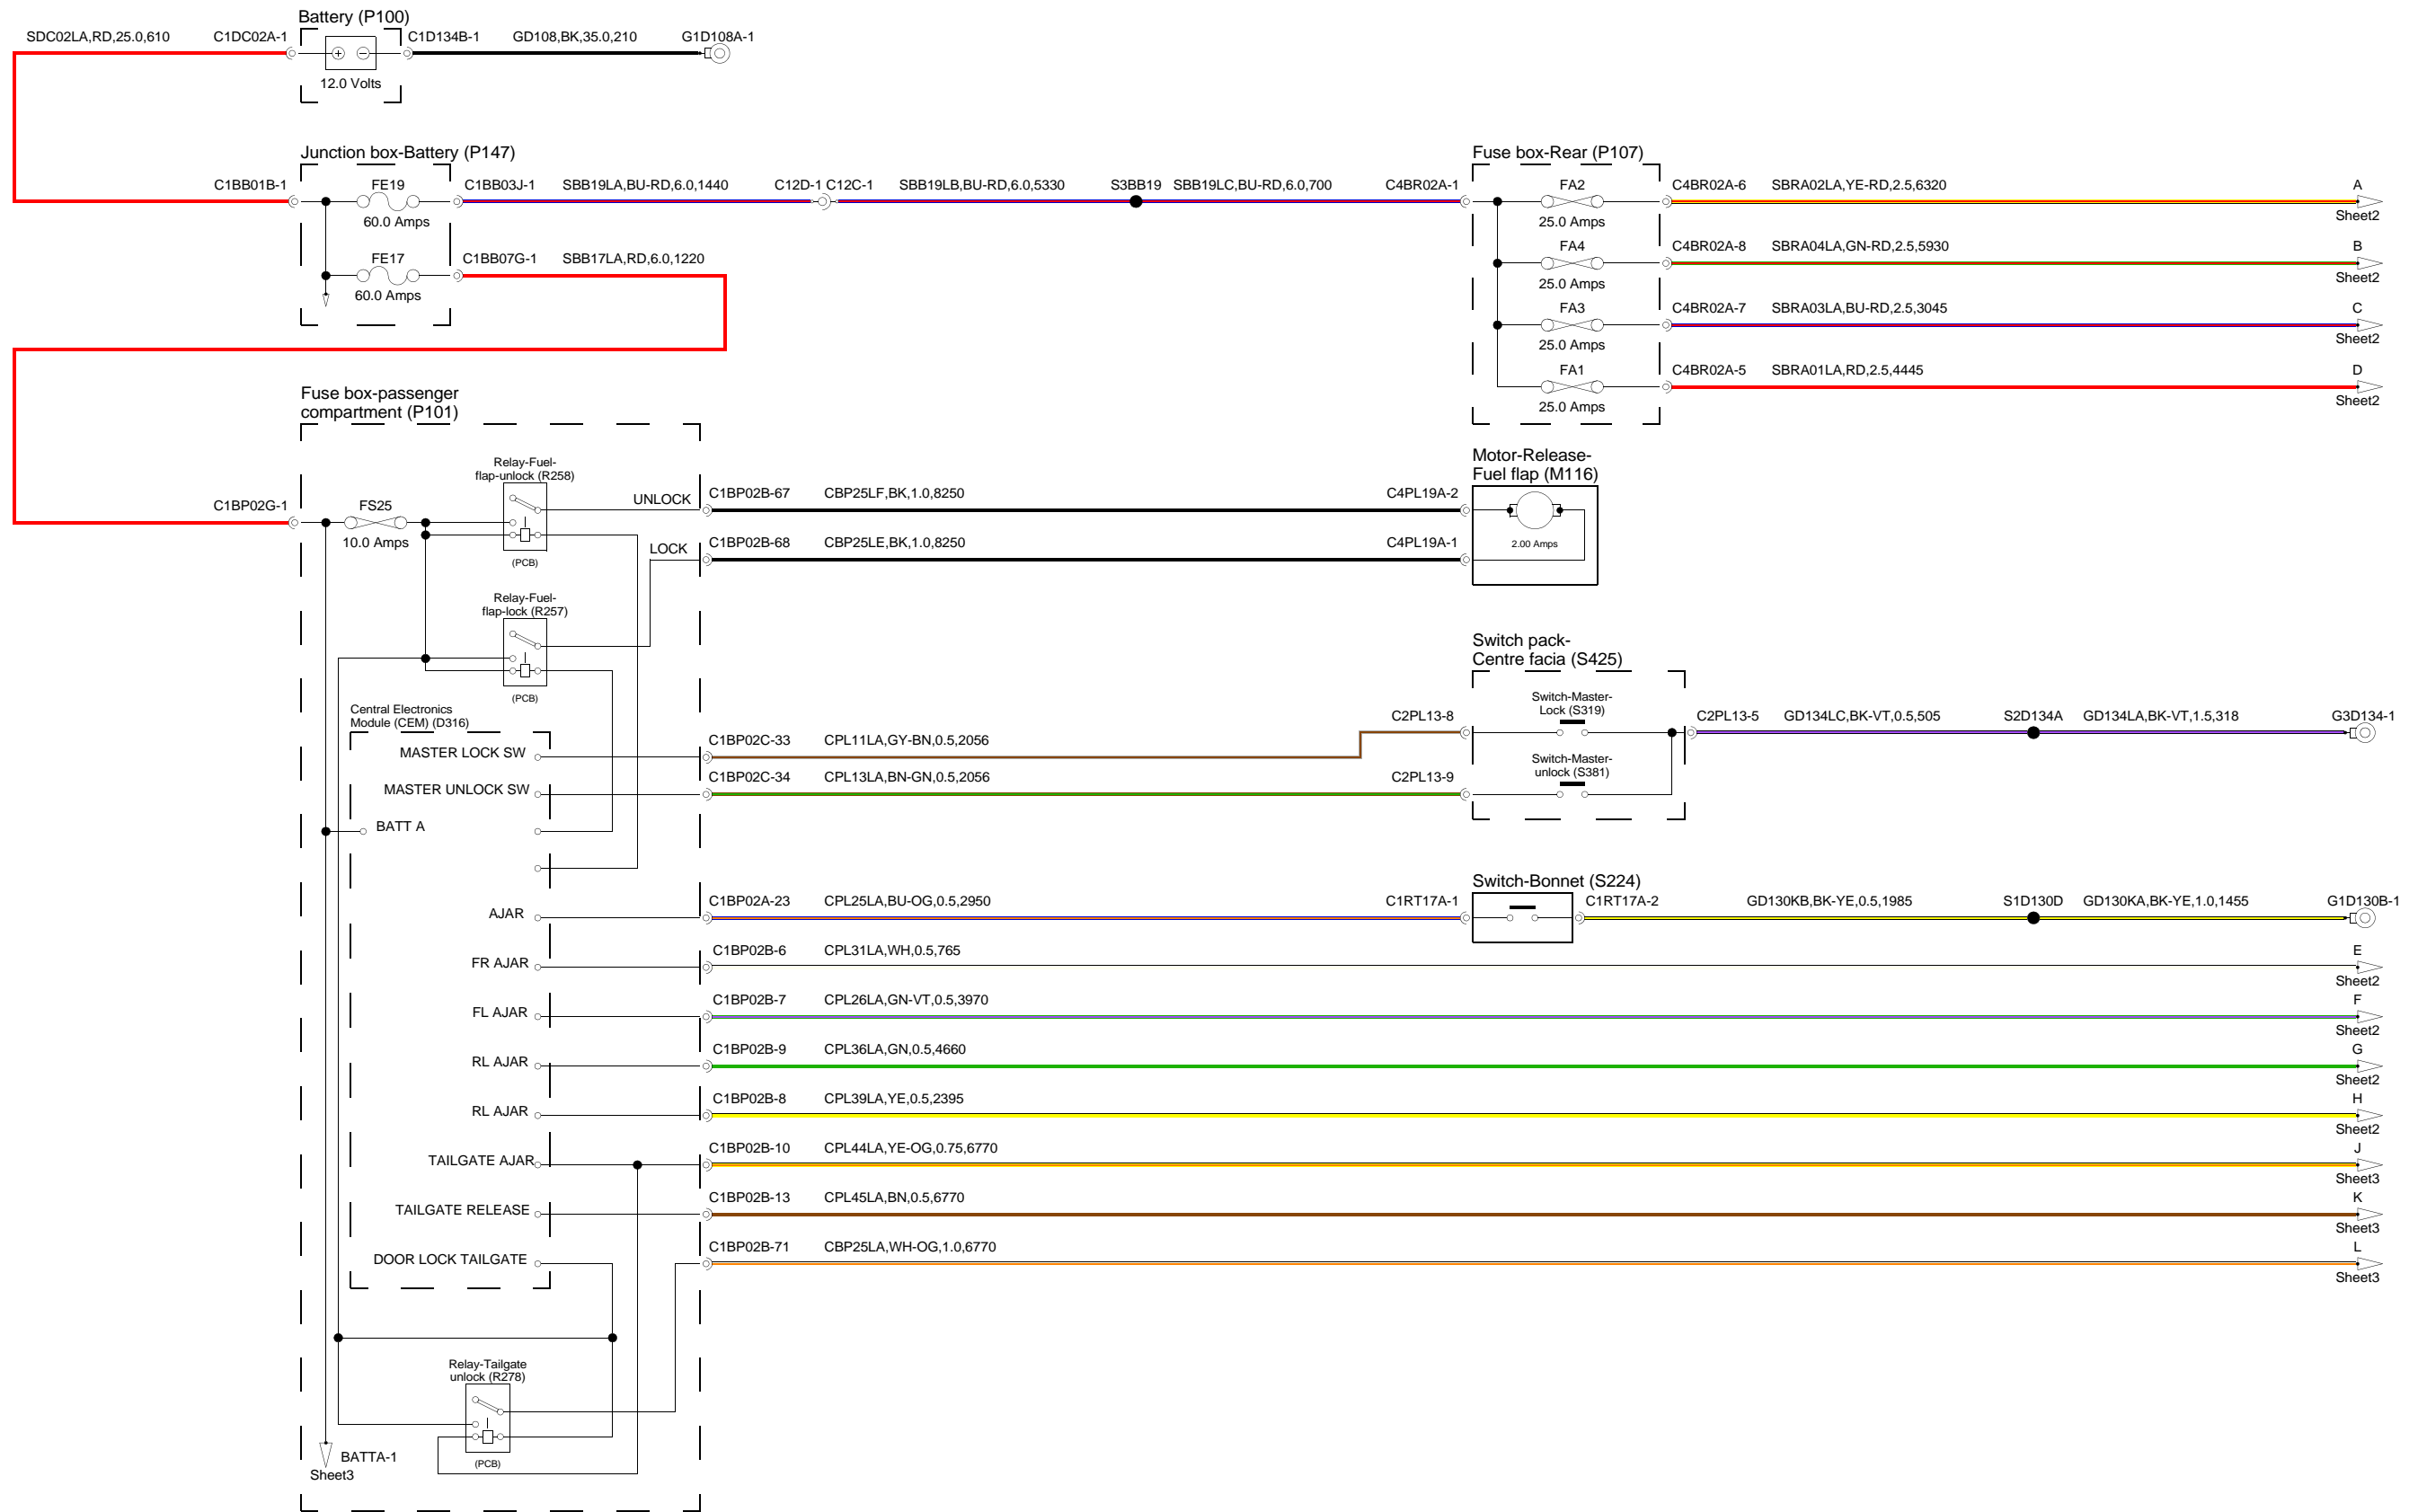 Battery (P100)
SDC02LA,RD,25.0,610
C1DC02A-1
C1D134B-1
GD108,BK,35.0,210
G1D108A-1
12.0 Volts
Junction box-Battery (P147)
C1BB01B-1
FE19
60.0 Amps
C1BB03J-1
SBB19LA,BU-RD,6.0,1440
C12D-1 C12C-1
SBB19LB,BU-RD,6.0,5330
S3BB19
SBB19LC,BU-RD,6.0,700
C4BR02A-1
FE17
60.0 Amps
C1BB07G-1
SBB17LA,RD,6.0,1220
Fuse box-Rear (P107)
FA2
25.0 Amps
C4BR02A-6
SBRA02LA,YE-RD,2.5,6320
A
Sheet2
FA4
25.0 Amps
C4BR02A-8
SBRA04LA,GN-RD,2.5,5930
B
Sheet2
FA3
25.0 Amps
C4BR02A-7
SBRA03LA,BU-RD,2.5,3045
C
Sheet2
FA1
25.0 Amps
C4BR02A-5
SBRA01LA,RD,2.5,4445
D
Sheet2
Fuse box-passenger
compartment (P101)
C1BP02G-1
FS25
10.0 Amps
Relay-Fuel-
flap-unlock (R258)
(PCB)
UNLOCK
C1BP02B-67
CBP25LF,BK,1.0,8250
C4PL19A-2
LOCK
C1BP02B-68
CBP25LE,BK,1.0,8250
C4PL19A-1
Motor-Release-
Fuel flap (M116)
2.00 Amps
Relay-Fuel-
flap-lock (R257)
(PCB)
Central Electronics
Module (CEM) (D316)
MASTER LOCK SW
C1BP02C-33
CPL11LA,GY-BN,0.5,2056
C2PL13-8
MASTER UNLOCK SW
C1BP02C-34
CPL13LA,BN-GN,0.5,2056
C2PL13-9
Switch pack-
Centre facia (S425)
Switch-Master-
Lock (S319)
Switch-Master-
unlock (S381)
C2PL13-5
GD134LC,BK-VT,0.5,505
S2D134A
GD134LA,BK-VT,1.5,318
G3D134-1
BATT A
AJAR
C1BP02A-23
CPL25LA,BU-OG,0.5,2950
C1RT17A-1
Switch-Bonnet (S224)
C1RT17A-2
GD130KB,BK-YE,0.5,1985
S1D130D
GD130KA,BK-YE,1.0,1455
G1D130B-1
FR AJAR
C1BP02B-6
CPL31LA,WH,0.5,765
E
Sheet2
FL AJAR
C1BP02B-7
CPL26LA,GN-VT,0.5,3970
F
Sheet2
RL AJAR
C1BP02B-9
CPL36LA,GN,0.5,4660
G
Sheet2
RL AJAR
C1BP02B-8
CPL39LA,YE,0.5,2395
H
Sheet2
TAILGATE AJAR
C1BP02B-10
CPL44LA,YE-OG,0.75,6770
J
Sheet3
TAILGATE RELEASE
C1BP02B-13
CPL45LA,BN,0.5,6770
K
Sheet3
DOOR LOCK TAILGATE
C1BP02B-71
CBP25LA,WH-OG,1.0,6770
L
Sheet3
Relay-Tailgate
unlock (R278)
(PCB)
BATTA-1
Sheet3